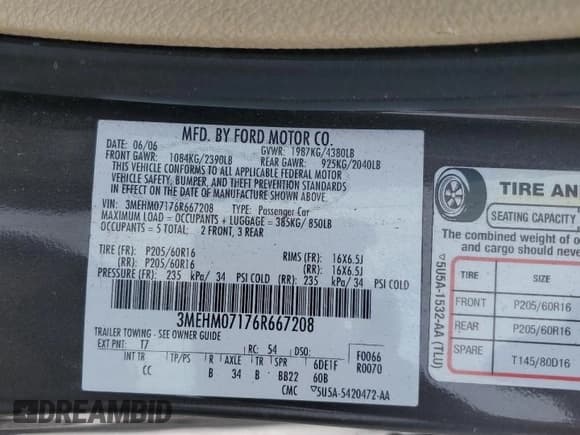 MFD. BY FORD MOTOR CO.
DATE: 06/06 GVWR: 1987KG/4380LB
FRONT GAWR: 1084KG/2390LB REAR GAWR: 925KG/2040LB
THIS VEHICLE CONFORMS TO ALL APPLICABLE FEDERAL MOTOR
VEHICLE SAFETY, BUMPER, AND THEFT PREVENTION STANDARDS
IN EFFECT ON THE DATE OF MANUFACTURE SHOWN ABOVE.
VIN: 3MEHM07176R667208 TYPE: Passenger Car
MAXIMUM LOAD = OCCUPANTS + LUGGAGE = 385KG/ 850LB
OCCUPANTS = 5 TOTAL: 2 FRONT, 3 REAR
TIRE (FR): P205/60R16 RIMS (FR): 16X6.5J
(RR): P205/60R16 (RR): 16X6.5J
PRESSURE (FR): 235 kPa/ 34 PSI COLD (RR): 235 kPa/ 34 PSI COLD
3MEHM07176R667208
TRAILER TOWING - SEE OWNER GUIDE
EXT PNT: T7 RC: 54 DSO: F0066
INT TR TP/PS R AXLE TR SPR 6DE1F R0070
CC B 34 B BB22 60B
CMC ▽5U5A-5420472-AA
TIRE AN
SEATING CAPACITY
The combined weight of o
and cargo should never
TIRE SIZE
FRONT P205/60R16
REAR P205/60R16
SPARE T145/80D16
▽5U5A-1532-AA (TLU)
DREAMBID